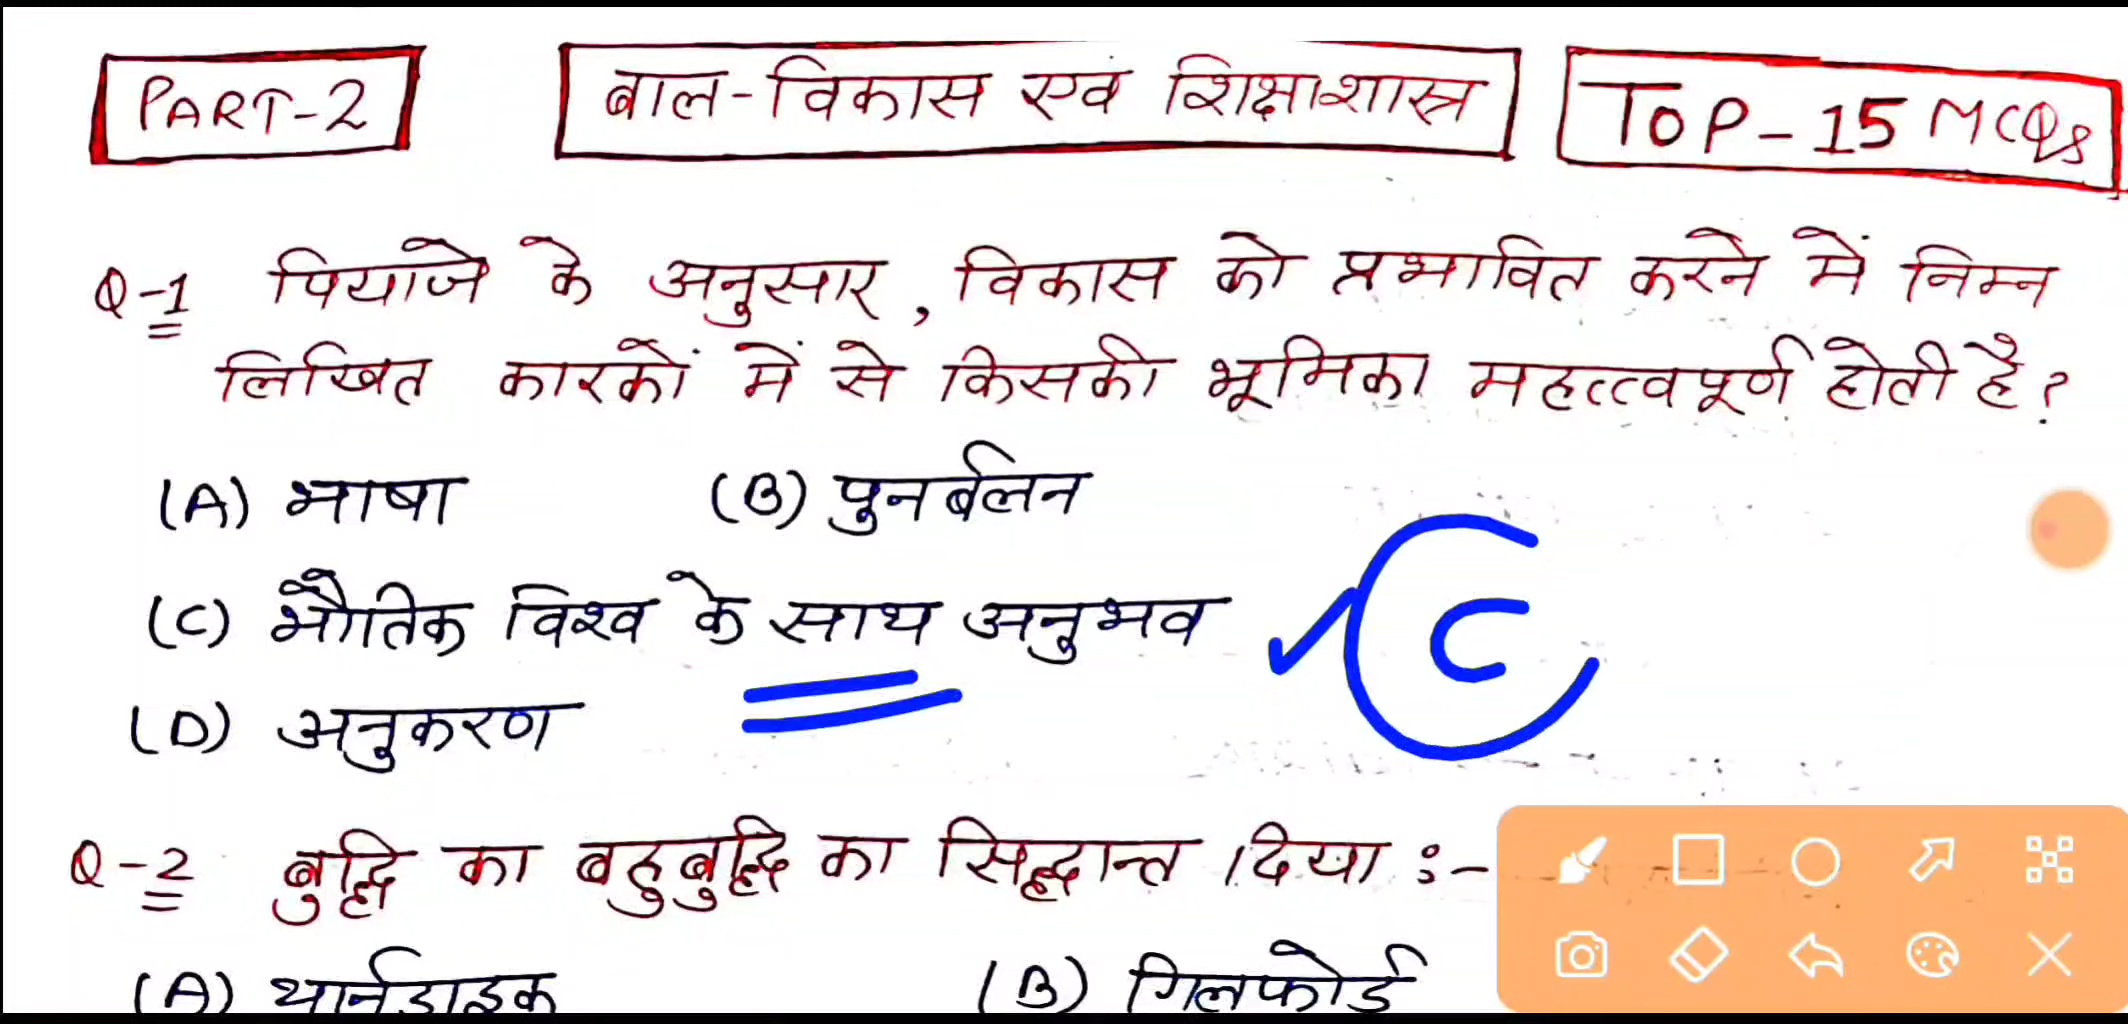 PART-2
बाल-विकास एवं शिक्षाशास्त्र
TOP-15 MCQs
Q-1 पियाजे के अनुसार, विकास को प्रभावित करने में निम्न
लिखित कारकों में से किसकी भूमिका महत्त्वपूर्ण होती है?
(A) भाषा (B) पुनर्बलन
(C) भौतिक विश्व के साथ अनुभव
C
(D) अनुकरण
Q-2 बुद्धि का बहुबुद्धि का सिद्धान्त दिया :-
(A) थार्नडाइक (B) गिलफोर्ड